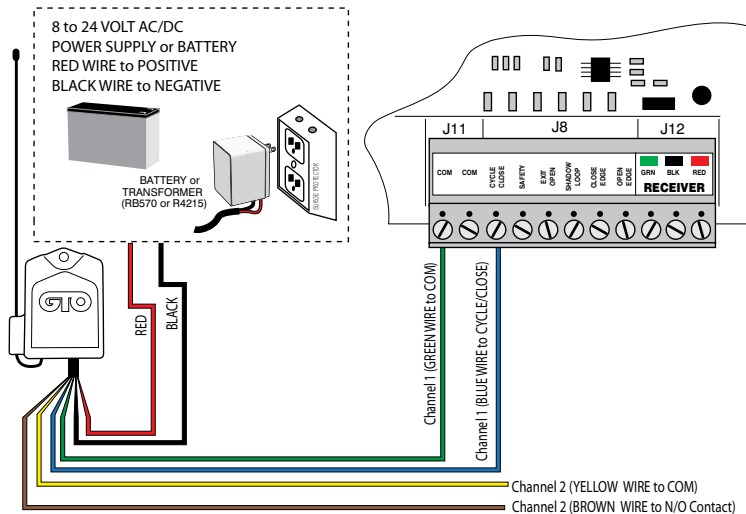 8 to 24 VOLT AC/DC
POWER SUPPLY or BATTERY
RED WIRE to POSITIVE
BLACK WIRE to NEGATIVE
BATTERY or
TRANSFORMER
(RB570 or R4215)
SURGE PROTECTOR
J11
J8
J12
COM
COM
CYCLE
CLOSE
SAFETY
EXIT
OPEN
SHADOW
LOOP
CLOSE
EDGE
OPEN
EDGE
GRN
BLK
RED
RECEIVER
GTO
RED
BLACK
Channel 1 (GREEN WIRE to COM)
Channel 1 (BLUE WIRE to CYCLE/CLOSE)
Channel 2 (YELLOW WIRE to COM)
Channel 2 (BROWN WIRE to N/O Contact)